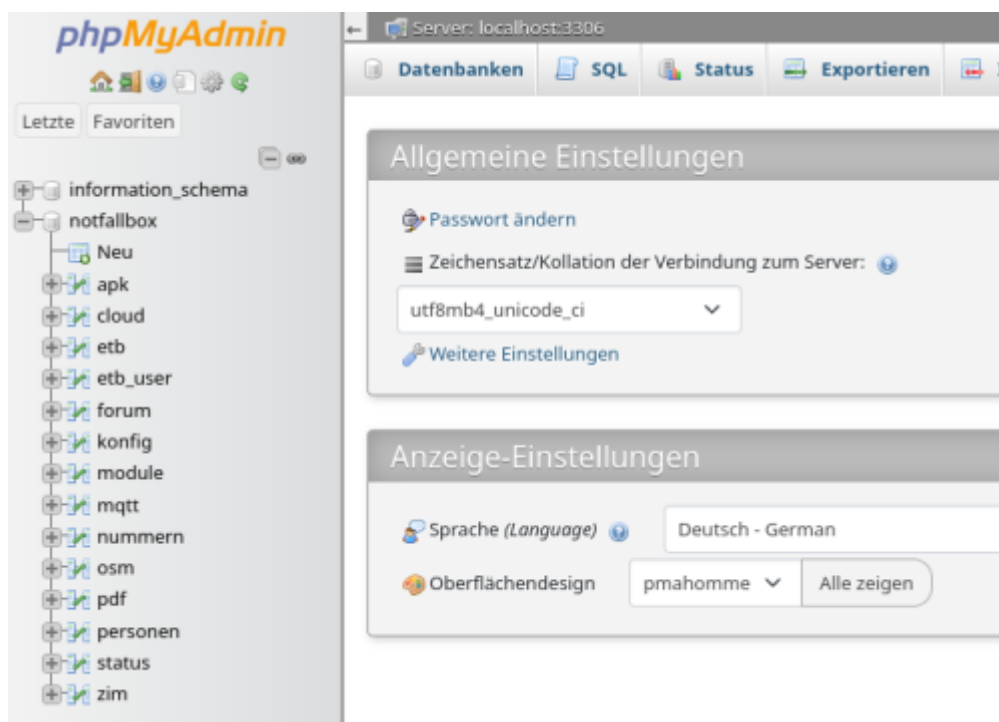 phpMyAdmin
Letzte Favoriten
information_schema
notfallbox
Neu
apk
cloud
etb
etb_user
forum
konfig
module
mqtt
nummern
osm
pdf
personen
status
zim
Server: localhost:3306
Datenbanken SQL Status Exportieren
Allgemeine Einstellungen
Passwort ändern
Zeichensatz/Kollation der Verbindung zum Server:
utf8mb4_unicode_ci
Weitere Einstellungen
Anzeige-Einstellungen
Sprache (Language) Deutsch - German
Oberflächendesign pmahomme Alle zeigen